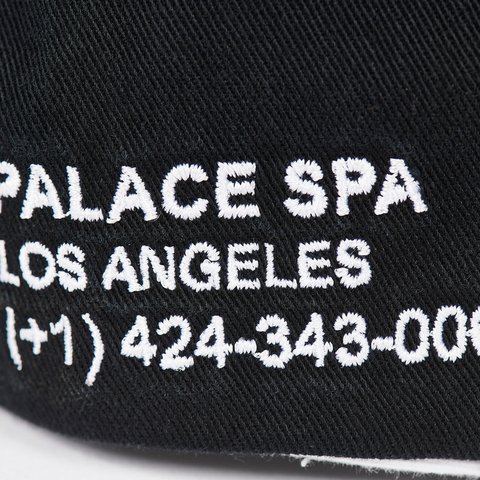 PALACE SPA
LOS ANGELES
(+1) 424-343-00